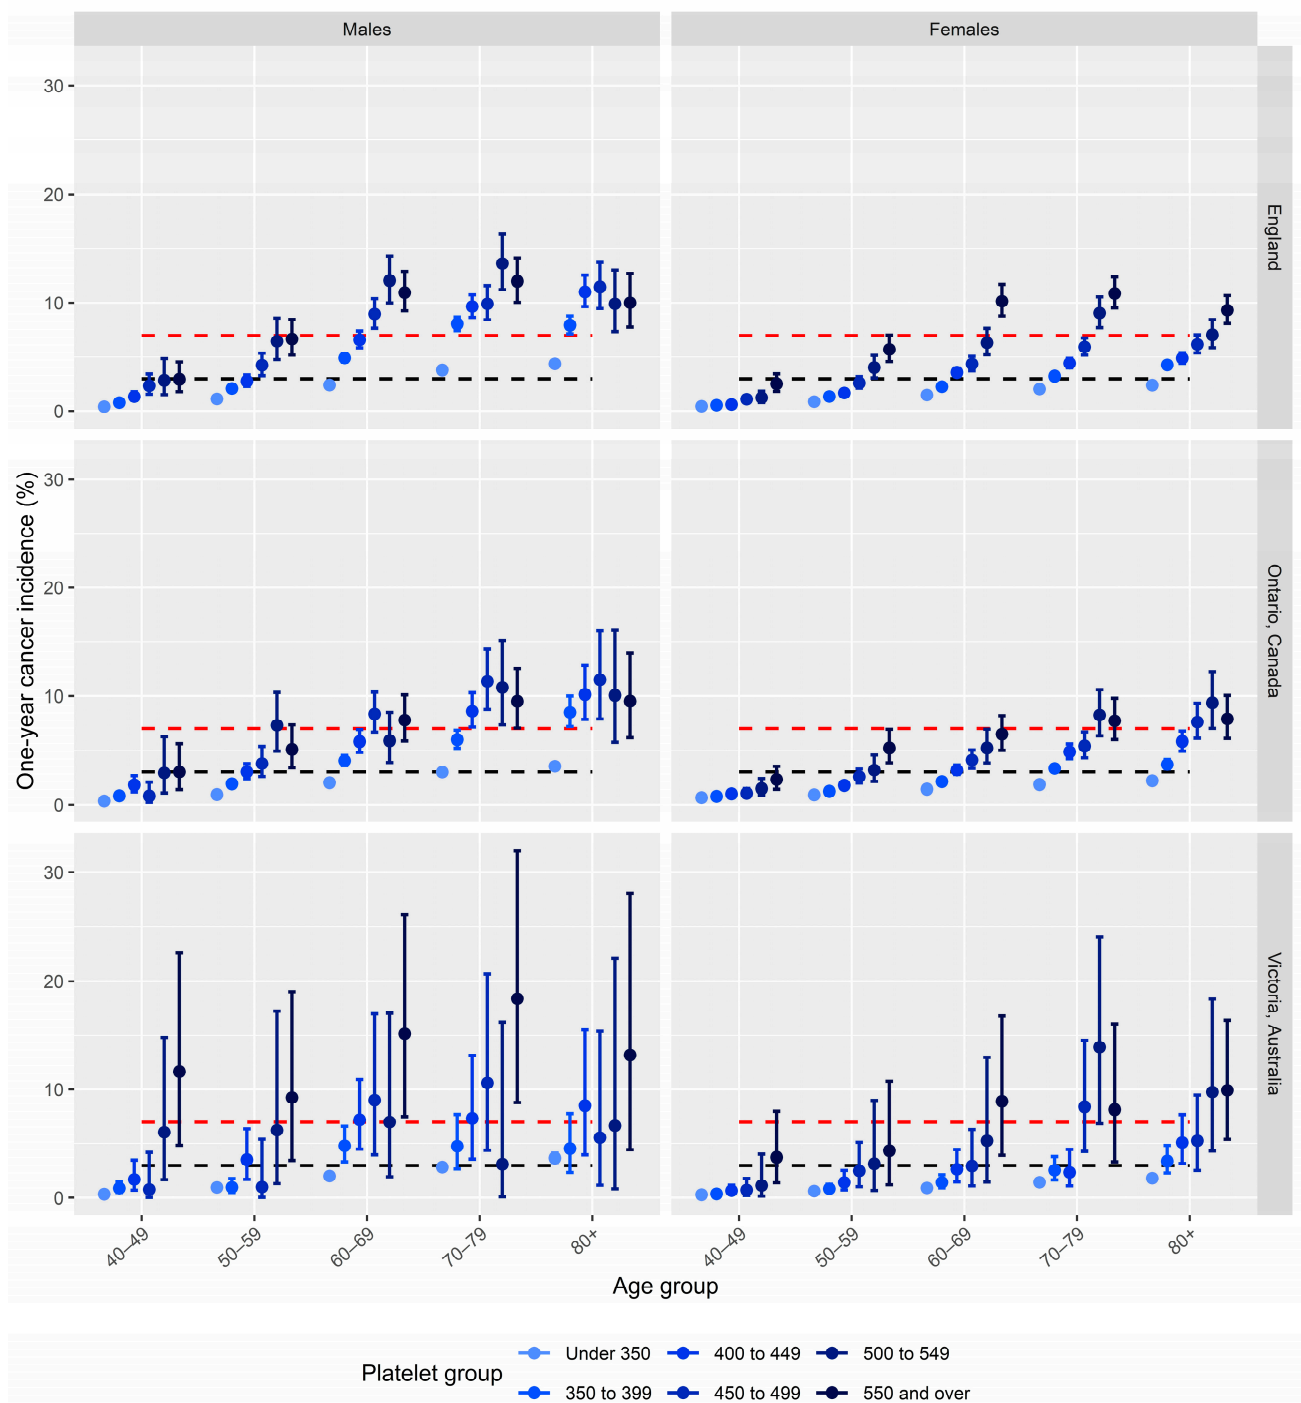 Males Females
30
20
10
0
England
30
20
10
0
Ontario, Canada
30
20
10
0
Victoria, Australia
One-year cancer incidence (%)
40–49 50–59 60–69 70–79 80+ 40–49 50–59 60–69 70–79 80+
Age group
Platelet group
Under 350 400 to 449 500 to 549
350 to 399 450 to 499 550 and over